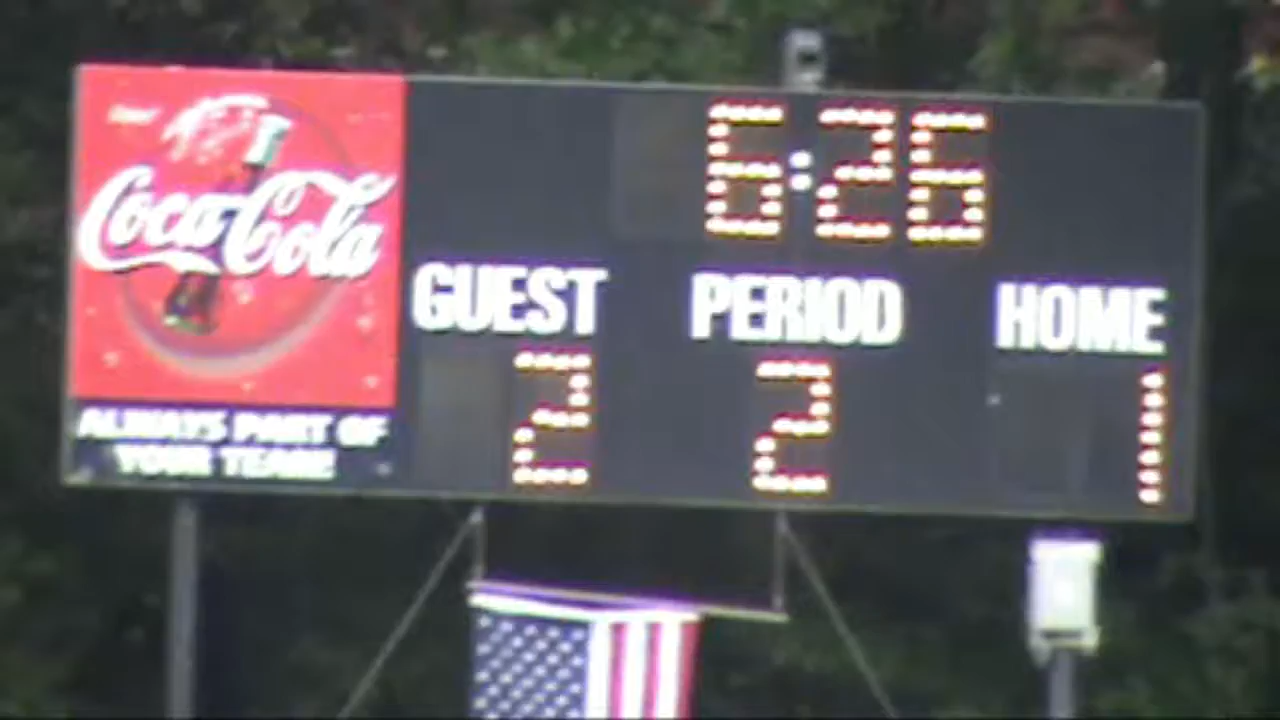 Coca-Cola
ALWAYS PART OF
YOUR TEAM!
6:26
GUEST PERIOD HOME
2 2 1